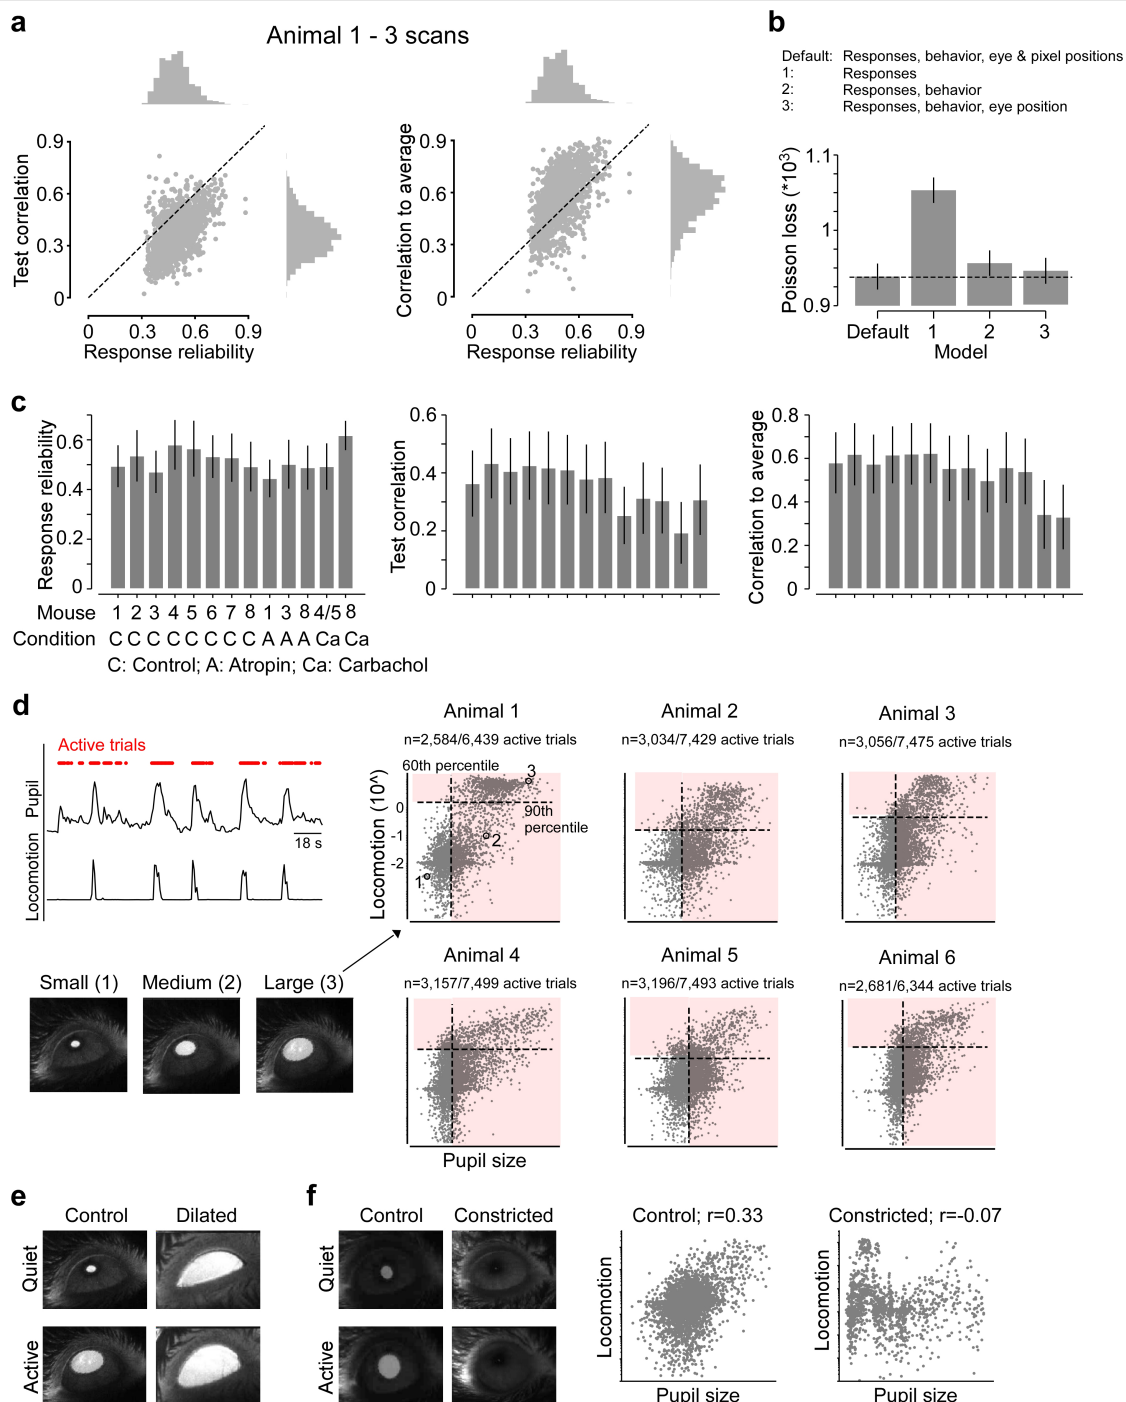 a
Animal 1 - 3 scans
Test correlation
0.9
0.6
0.3
0
0 0.3 0.6 0.9
Response reliability
Correlation to average
0.9
0.6
0.3
0
0 0.3 0.6 0.9
Response reliability
b
Default: Responses, behavior, eye & pixel positions
1: Responses
2: Responses, behavior
3: Responses, behavior, eye position
Poisson loss (*10³)
1.1
1
0.9
Default 1 2 3
Model
c
Response reliability
0.6
0.4
0.2
0
Mouse 1 2 3 4 5 6 7 8 1 3 8 4/5 8
Condition C C C C C C C C A A A Ca Ca
C: Control; A: Atropin; Ca: Carbachol
Test correlation
0.6
0.4
0.2
0
Correlation to average
0.8
0.6
0.4
0.2
0
d
Active trials
Pupil
Locomotion
18 s
Small (1) Medium (2) Large (3)
Animal 1
n=2,584/6,439 active trials
60th percentile
90th
percentile
Locomotion (10^)
0
-1
-2
1
2
3
Animal 2
n=3,034/7,429 active trials
Animal 3
n=3,056/7,475 active trials
Animal 4
n=3,157/7,499 active trials
Pupil size
Animal 5
n=3,196/7,493 active trials
Animal 6
n=2,681/6,344 active trials
e
Control Dilated
Quiet
Active
f
Control Constricted
Quiet
Active
Control; r=0.33
Locomotion
Pupil size
Constricted; r=-0.07
Locomotion
Pupil size